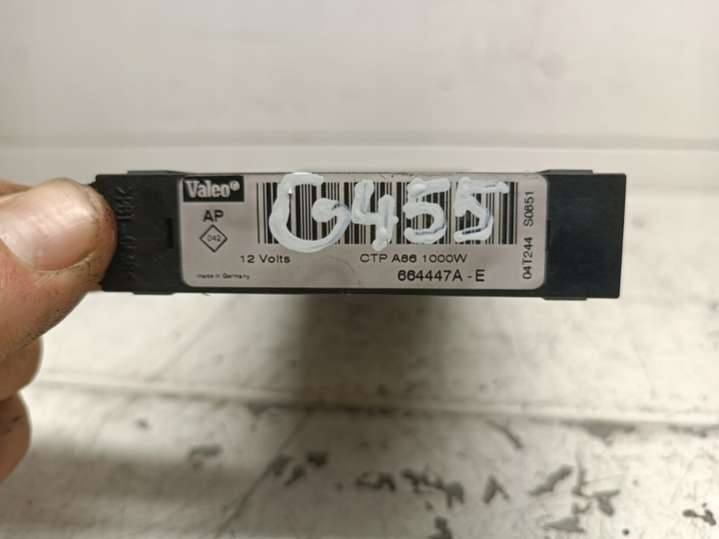 Valeo
AP
042
G455
12 Volts
CTP A66 1000W
made in Germany
664447A - E
04T244 S0851